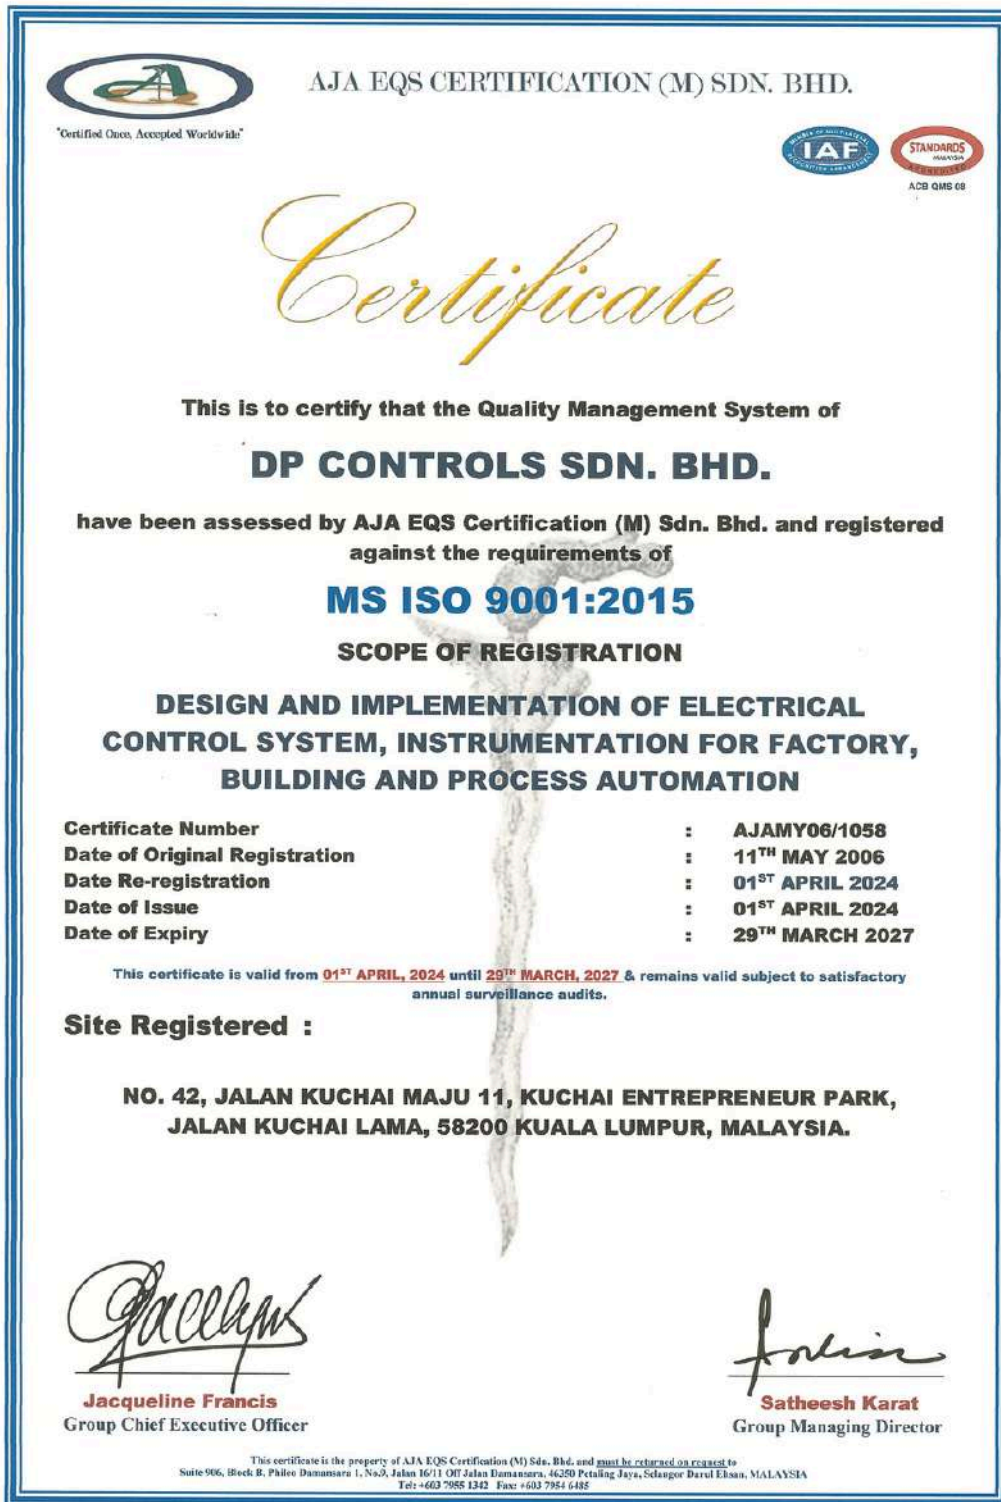 AJA EQS CERTIFICATION (M) SDN. BHD.
"Certified Once, Accepted Worldwide"
MEMBER OF MULTILATERAL
IAF
RECOGNITION ARRANGEMENT
STANDARDS
MALAYSIA
ACCREDITED
ACB QMS 08
Certificate
This is to certify that the Quality Management System of
DP CONTROLS SDN. BHD.
have been assessed by AJA EQS Certification (M) Sdn. Bhd. and registered
against the requirements of
MS ISO 9001:2015
SCOPE OF REGISTRATION
DESIGN AND IMPLEMENTATION OF ELECTRICAL
CONTROL SYSTEM, INSTRUMENTATION FOR FACTORY,
BUILDING AND PROCESS AUTOMATION
Certificate Number : AJAMY06/1058
Date of Original Registration : 11TH MAY 2006
Date Re-registration : 01ST APRIL 2024
Date of Issue : 01ST APRIL 2024
Date of Expiry : 29TH MARCH 2027
This certificate is valid from 01ST APRIL, 2024 until 29TH MARCH, 2027 & remains valid subject to satisfactory
annual surveillance audits.
Site Registered :
NO. 42, JALAN KUCHAI MAJU 11, KUCHAI ENTREPRENEUR PARK,
JALAN KUCHAI LAMA, 58200 KUALA LUMPUR, MALAYSIA.
Jacqueline Francis
Group Chief Executive Officer
Satheesh Karat
Group Managing Director
This certificate is the property of AJA EQS Certification (M) Sdn. Bhd. and must be returned on request to
Suite 906, Block B, Phileo Damansara 1, No.9, Jalan 16/11 Off Jalan Damansara, 46350 Petaling Jaya, Selangor Darul Ehsan, MALAYSIA
Tel: +603 7955 1342 Fax: +603 7954 6485